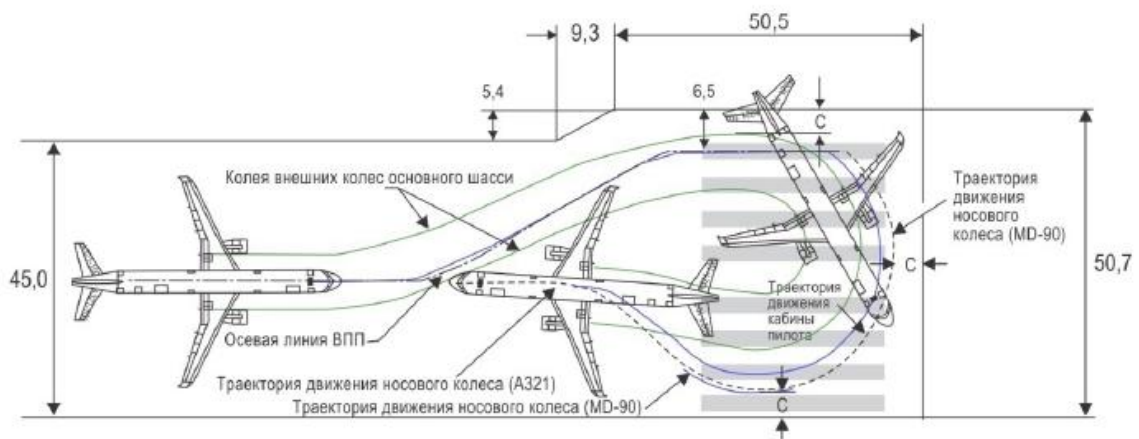 9,3
50,5
5,4
6,5
C
Колея внешних колес основного шасси
Траектория
движения
носового
колеса (MD-90)
45,0
C
50,7
Траектория
движения
кабины
пилота
Осевая линия ВПП
Траектория движения носового колеса (А321)
Траектория движения носового колеса (MD-90)
C